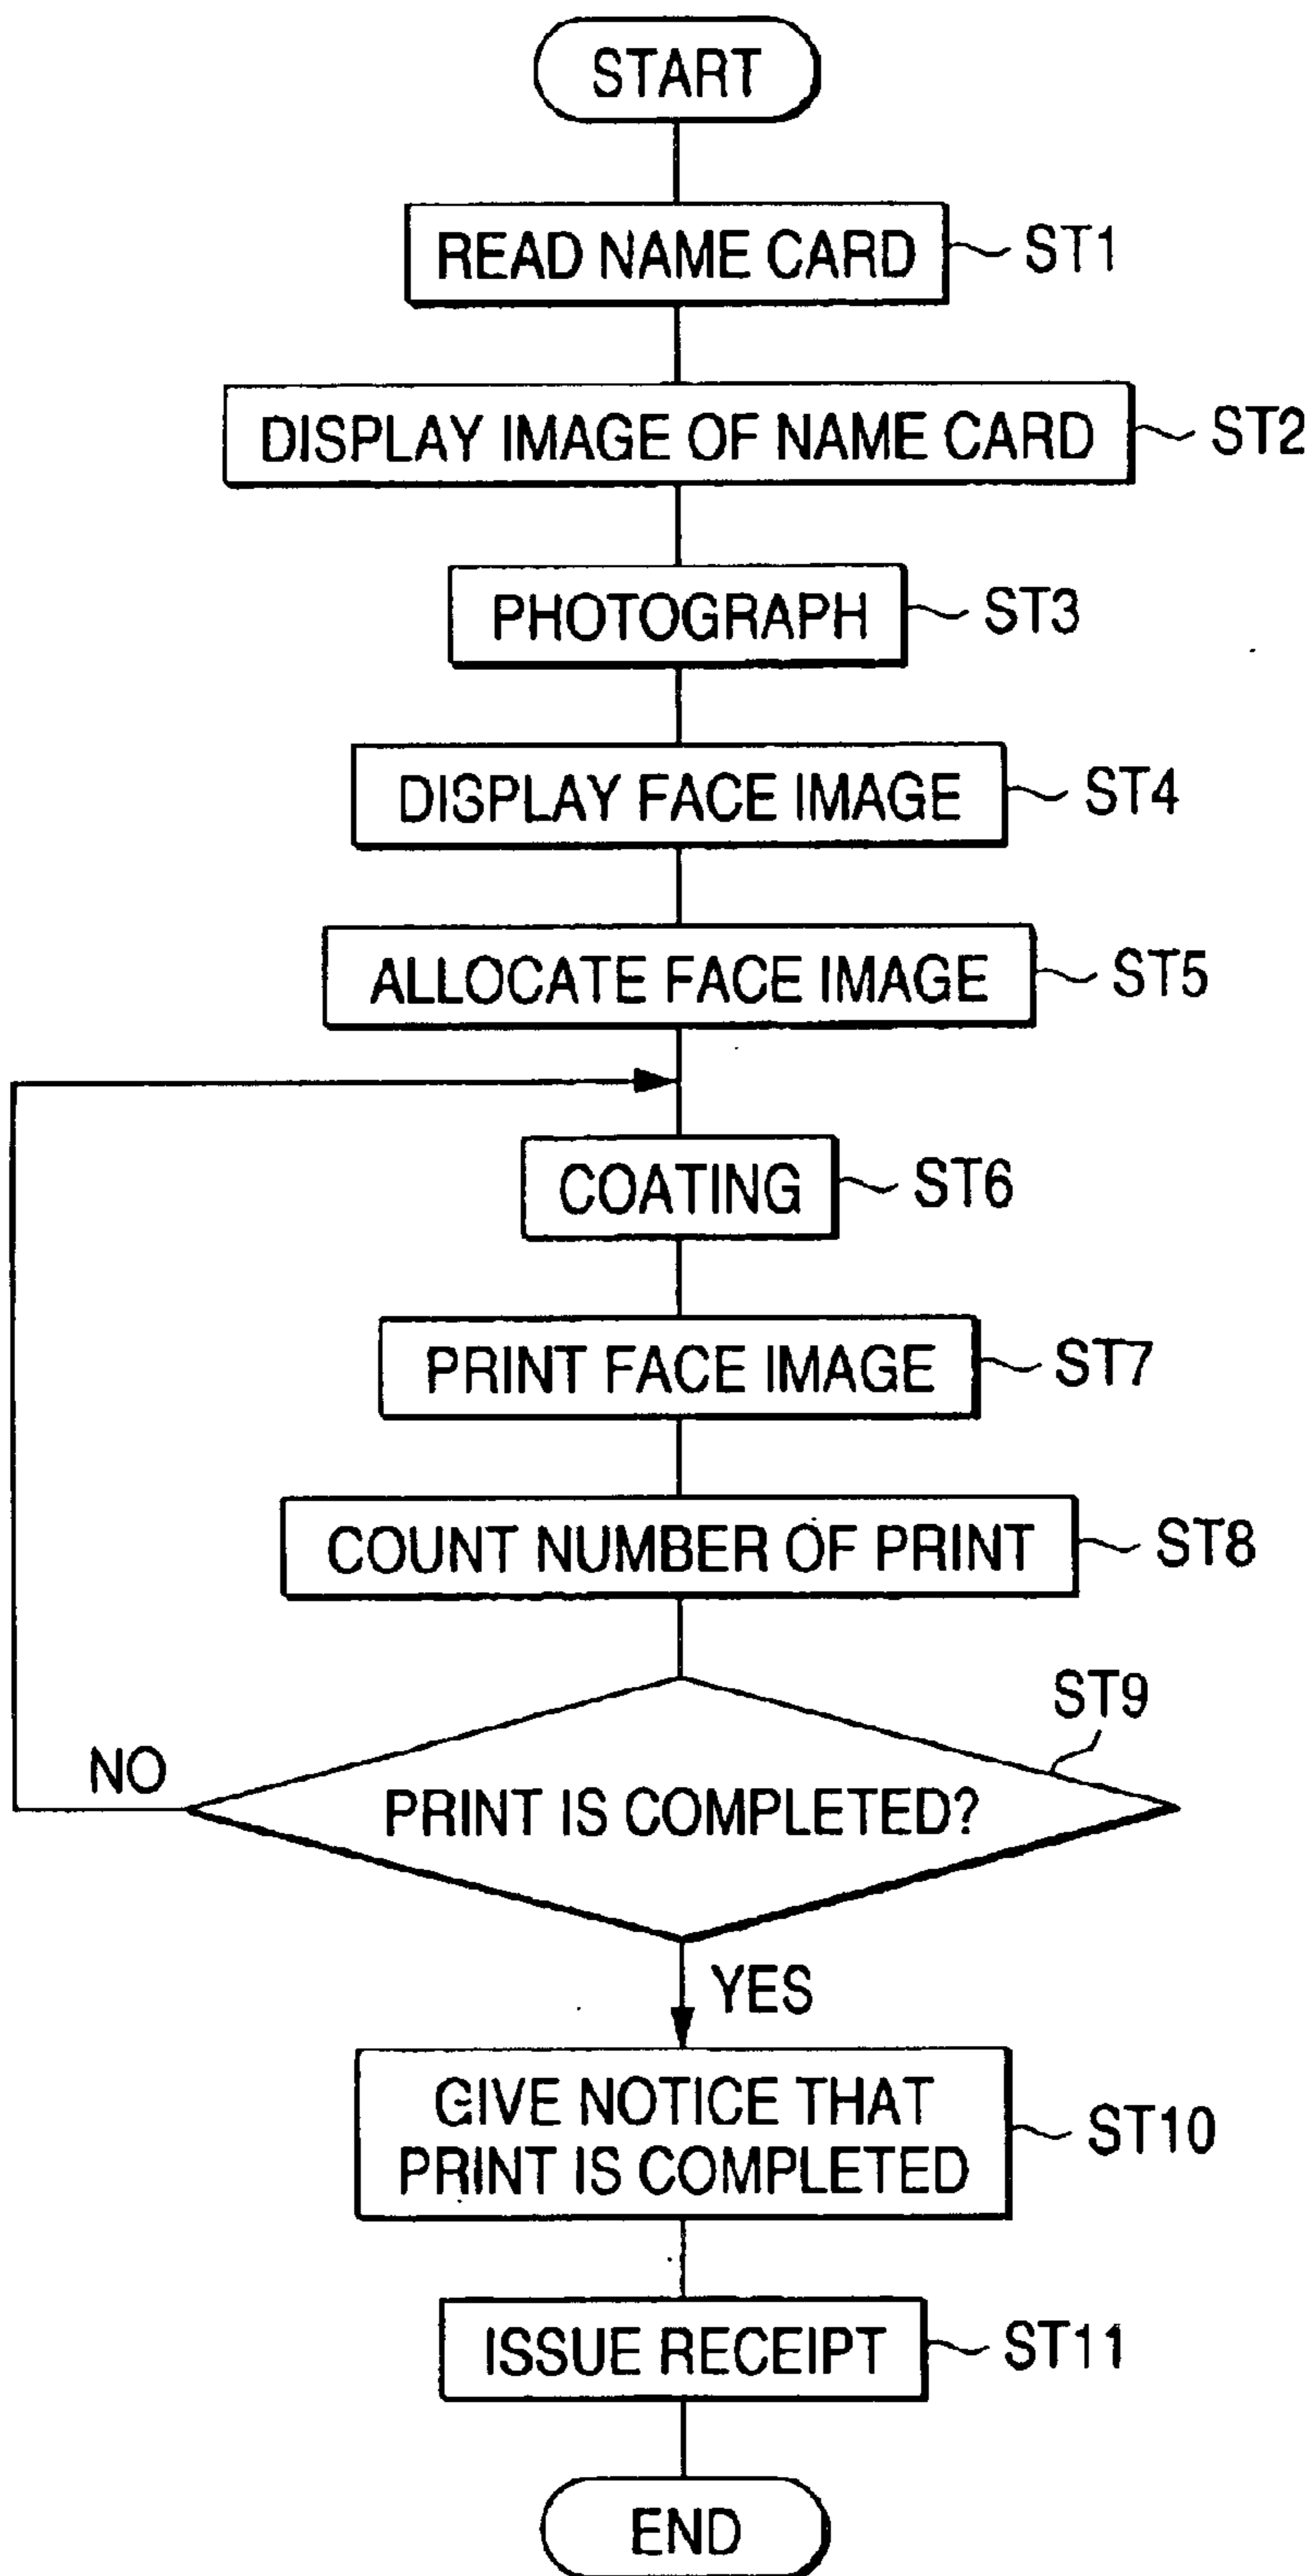 START
READ NAME CARD
ST1
DISPLAY IMAGE OF NAME CARD
ST2
PHOTOGRAPH
ST3
DISPLAY FACE IMAGE
ST4
ALLOCATE FACE IMAGE
ST5
COATING
ST6
PRINT FACE IMAGE
ST7
COUNT NUMBER OF PRINT
ST8
ST9
NO
PRINT IS COMPLETED?
YES
GIVE NOTICE THAT
PRINT IS COMPLETED
ST10
ISSUE RECEIPT
ST11
END